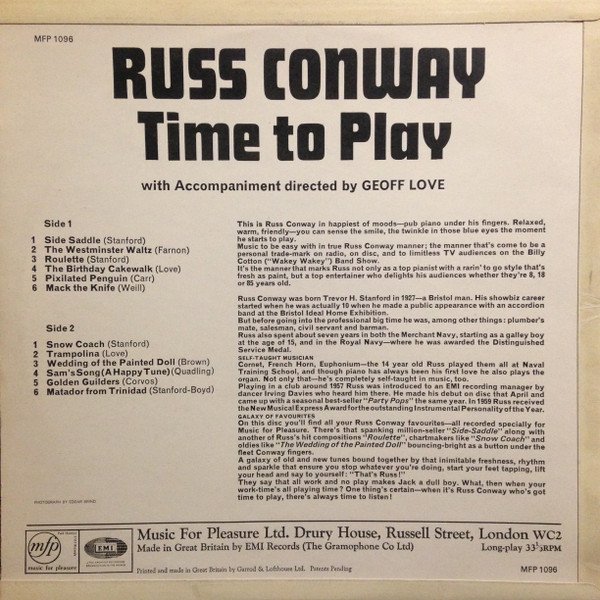 MFP 1096
RUSS CONWAY
Time to Play
with Accompaniment directed by GEOFF LOVE
Side 1
1 Side Saddle (Stanford)
2 The Westminster Waltz (Farnon)
3 Roulette (Stanford)
4 The Birthday Cakewalk (Love)
5 Pixilated Penguin (Carr)
6 Mack the Knife (Weill)
Side 2
1 Snow Coach (Stanford)
2 Trampolina (Love)
3 Wedding of the Painted Doll (Brown)
4 Sam's Song (A Happy Tune) (Quadling)
5 Golden Guilders (Corvos)
6 Matador from Trinidad (Stanford-Boyd)
This is Russ Conway in happiest of moods—pub piano under his fingers. Relaxed,
warm, friendly—you can sense the smile, the twinkle in those blue eyes the moment
he starts to play.
Music to be easy with in true Russ Conway manner; the manner that's come to be a
personal trade-mark on radio, on disc, and to limitless TV audiences on the Billy
Cotton ("Wakey Wakey") Band Show.
It's the manner that marks Russ not only as a top pianist with a rarin' to go style that's
fresh as paint, but a top entertainer who delights his audiences whether they're 8, 18
or 85 years old.
Russ Conway was born Trevor H. Stanford in 1927—a Bristol man. His showbiz career
started when he was actually 10 when he made a public appearance with an accordion
band at the Bristol Ideal Home Exhibition.
But before going into the professional big time he was, among other things: plumber's
mate, salesman, civil servant and barman.
Russ also spent about seven years in both the Merchant Navy, starting as a galley boy
at the age of 15, and in the Royal Navy—where he was awarded the Distinguished
Service Medal.
SELF-TAUGHT MUSICIAN
Cornet, French Horn, Euphonium—the 14 year old Russ played them all at Naval
Training School, and though piano has always been his first love he also plays the
organ. Not only that—he's completely self-taught in music, too.
Playing in a club around 1957 Russ was introduced to an EMI recording manager by
dancer Irving Davies who heard him there. He made his debut on disc that April and
came up with a seasonal best-seller "Party Pops" the same year. In 1959 Russ received
the New Musical Express Award for the outstanding Instrumental Personality of the Year.
GALAXY OF FAVOURITES
On this disc you'll find all your Russ Conway favourites—all recorded specially for
Music for Pleasure. There's that spanking million-seller "Side-Saddle" along with
another of Russ's hit compositions "Roulette", chartmakers like "Snow Coach" and
oldies like "The Wedding of the Painted Doll" bouncing-bright as a button under the
fleet Conway fingers.
A galaxy of old and new tunes bound together by that inimitable freshness, rhythm
and sparkle that ensure you stop whatever you're doing, start your feet tapping, lift
your head and say to yourself: "That's Russ!"
They say that all work and no play makes Jack a dull boy. What, then when your
work-time's all playing time? One thing's certain—when it's Russ Conway who's got
time to play, there's always time to listen!
PHOTOGRAPH BY EDGAR BRIND
mfp
music for pleasure
EMI
Music For Pleasure Ltd. Drury House, Russell Street, London WC2
Made in Great Britain by EMI Records (The Gramophone Co Ltd)
Long-play 33⅓RPM
Printed and made in Great Britain by Garrod & Lofthouse Ltd. Patents Pending
MFP 1096